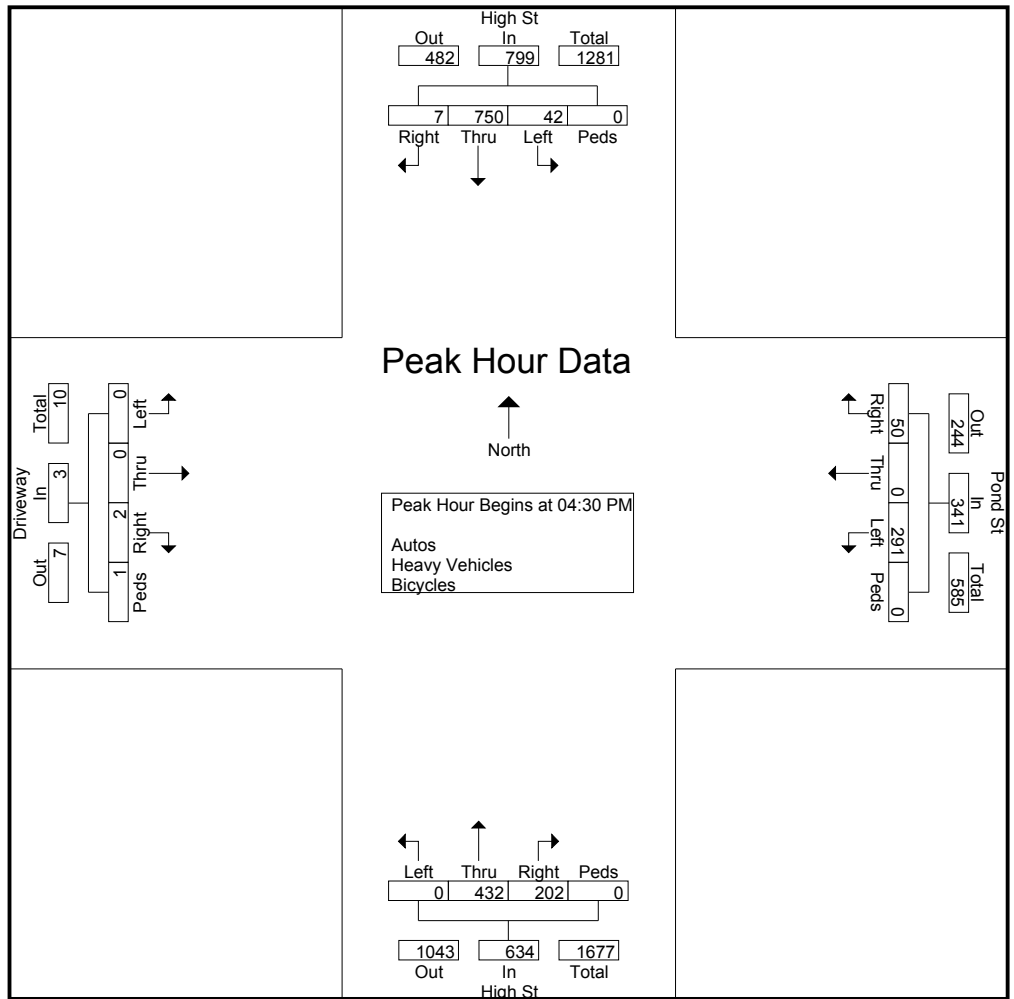 High St
Out In Total
482 799 1281
7 750 42 0
Right Thru Left Peds
Peak Hour Data
North
Peak Hour Begins at 04:30 PM
Autos
Heavy Vehicles
Bicycles
Driveway
Out In Total
7 3 10
0 0 2 1
Left Thru Right Peds
Pond St
Out In Total
244 341 585
50 0 291 0
Right Thru Left Peds
Left Thru Right Peds
0 432 202 0
1043 634 1677
Out In Total
High St